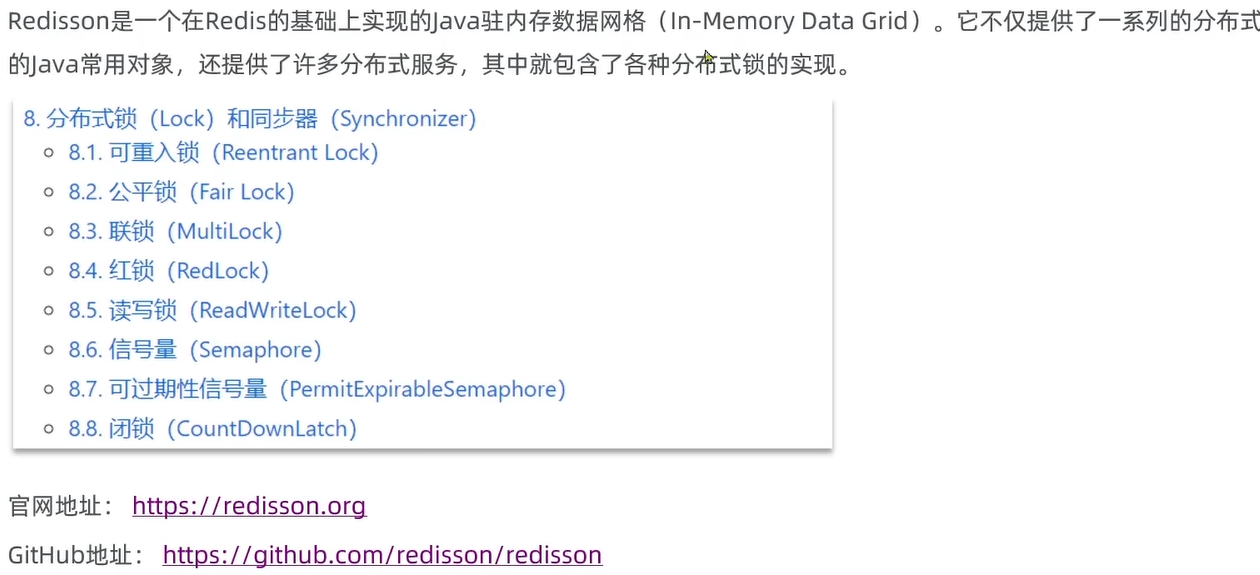 Redisson是一个在Redis的基础上实现的Java驻内存数据网格（In-Memory Data Grid）。它不仅提供了一系列的分布式
的Java常用对象，还提供了许多分布式服务，其中就包含了各种分布式锁的实现。
8. 分布式锁（Lock）和同步器（Synchronizer）
8.1. 可重入锁（Reentrant Lock）
8.2. 公平锁（Fair Lock）
8.3. 联锁（MultiLock）
8.4. 红锁（RedLock）
8.5. 读写锁（ReadWriteLock）
8.6. 信号量（Semaphore）
8.7. 可过期性信号量（PermitExpirableSemaphore）
8.8. 闭锁（CountDownLatch）
官网地址： https://redisson.org
GitHub地址： https://github.com/redisson/redisson